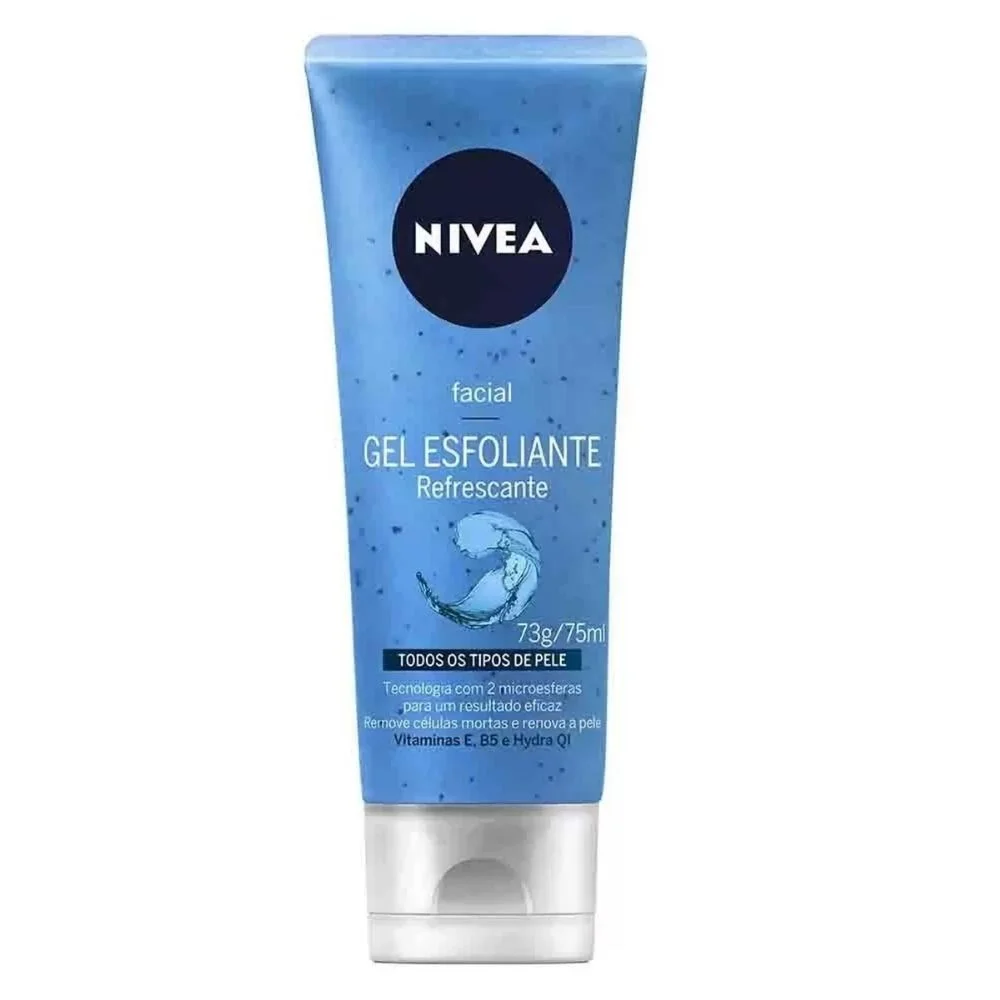 NIVEA
facial
GEL ESFOLIANTE
Refrescante
73g/75ml
TODOS OS TIPOS DE PELE
Tecnologia com 2 microesferas
para um resultado eficaz
Remove células mortas e renova a pele
Vitaminas E, B5 e Hydra QI